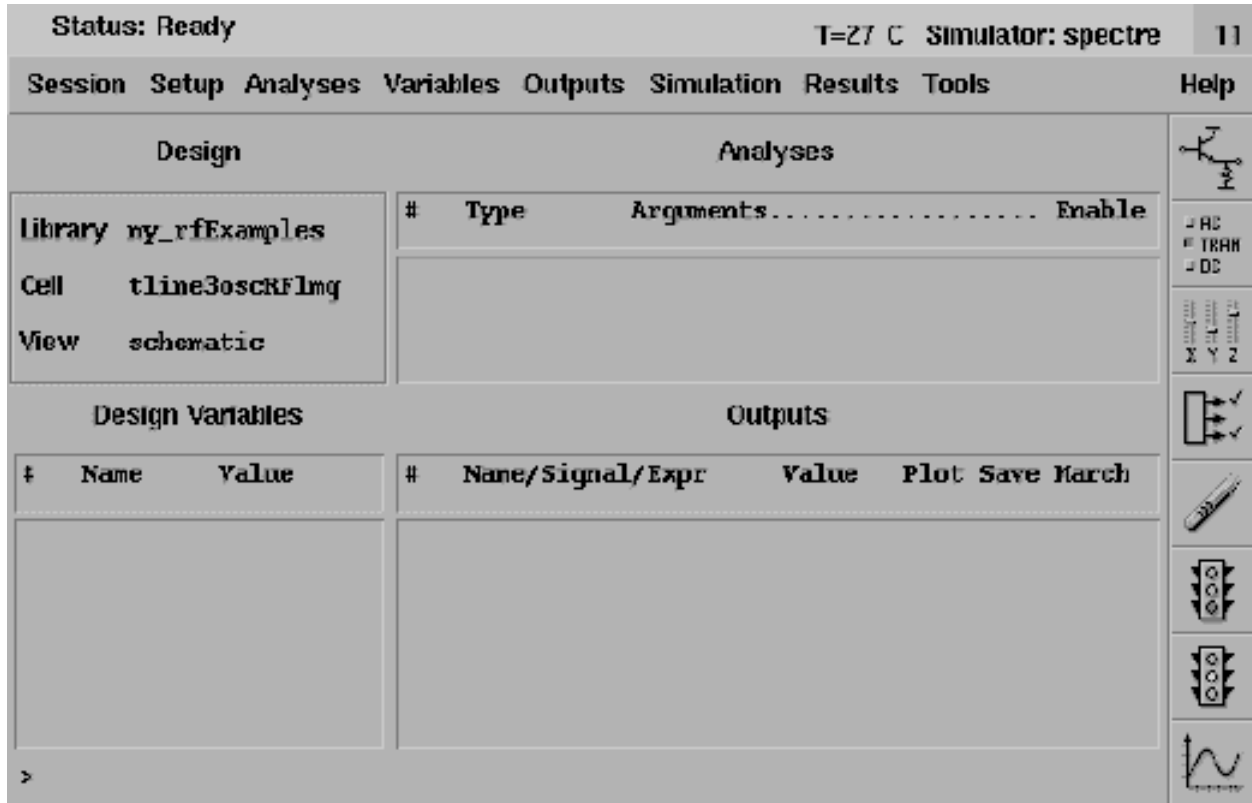 Status: Ready
T=27 C Simulator: spectre 11
Session Setup Analyses Variables Outputs Simulation Results Tools Help
Design
Analyses
Library my_rfExamples
Cell tline3oscRFlmg
View schematic
# Type Arguments.................. Enable
AC
TRAN
DC
X Y Z
Design Variables
Outputs
# Name Value
# Name/Signal/Expr Value Plot Save March
>